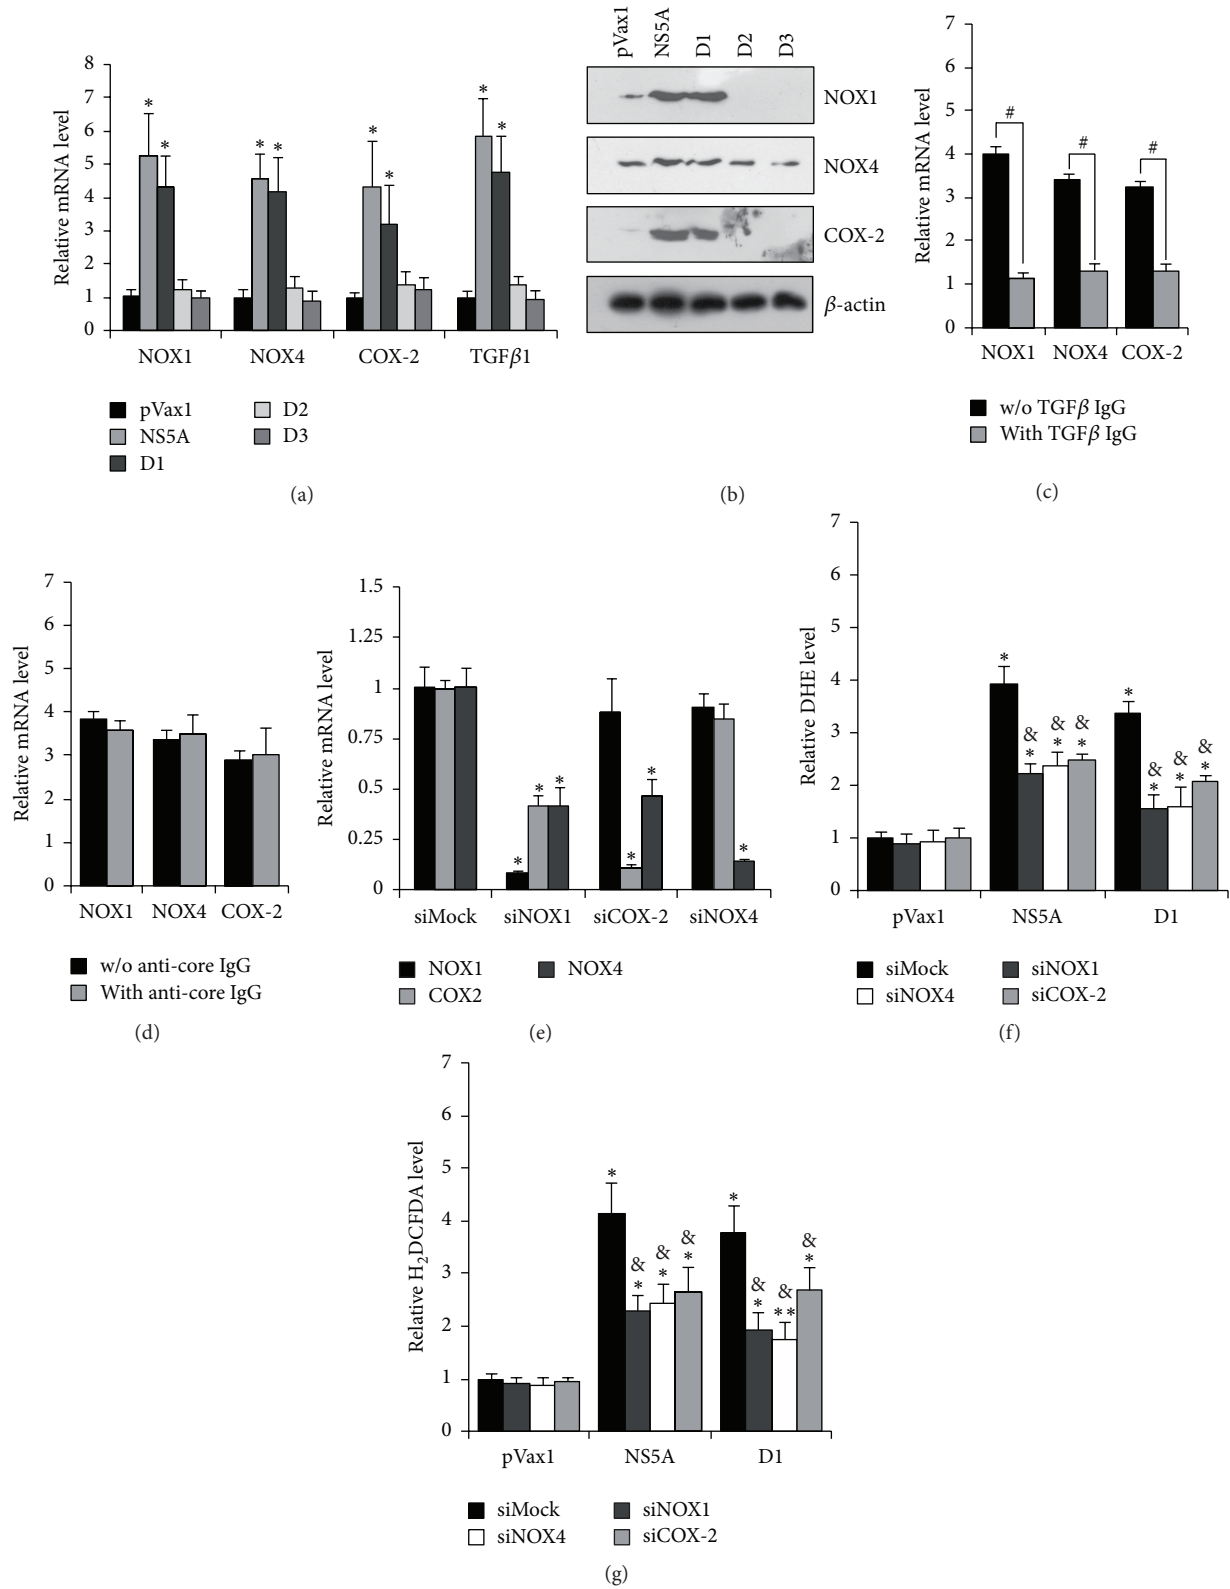 8
7
6
5
4
3
2
1
0
Relative mRNA level
* * * * * * * *
NOX1 NOX4 COX-2 TGFβ1
pVax1 D2
NS5A D3
D1
(a)
pVax1 NS5A D1 D2 D3
NOX1
NOX4
COX-2
β-actin
(b)
7
6
5
4
3
2
1
0
Relative mRNA level
# # #
NOX1 NOX4 COX-2
w/o TGFβ IgG
With TGFβ IgG
(c)
7
6
5
4
3
2
1
0
Relative mRNA level
NOX1 NOX4 COX-2
w/o anti-core IgG
With anti-core IgG
(d)
1.5
1.25
1
0.75
0.5
0.25
0
Relative mRNA level
* * * * * *
siMock siNOX1 siCOX-2 siNOX4
NOX1 NOX4
COX2
(e)
7
6
5
4
3
2
1
0
Relative DHE level
* *
& & & & & &
* * * * * *
pVax1 NS5A D1
siMock siNOX1
siNOX4 siCOX-2
(f)
7
6
5
4
3
2
1
0
Relative H₂DCFDA level
* *
& & & & & &
* * * * ** *
pVax1 NS5A D1
siMock siNOX1
siNOX4 siCOX-2
(g)